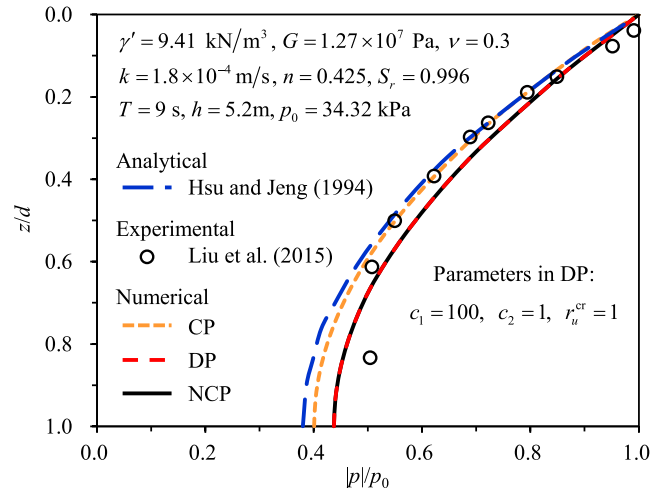 0.0
0.2
0.4
0.6
0.8
1.0
z/d
γ′ = 9.41 kN/m³, G = 1.27×10⁷ Pa, ν = 0.3
k = 1.8×10⁻⁴ m/s, n = 0.425, Sᵣ = 0.996
T = 9 s, h = 5.2m, p₀ = 34.32 kPa
Analytical
Hsu and Jeng (1994)
Experimental
Liu et al. (2015)
Numerical
CP
DP
NCP
Parameters in DP:
c₁ = 100, c₂ = 1, rᵤᶜʳ = 1
0.0 0.2 0.4 0.6 0.8 1.0
|p|/p₀